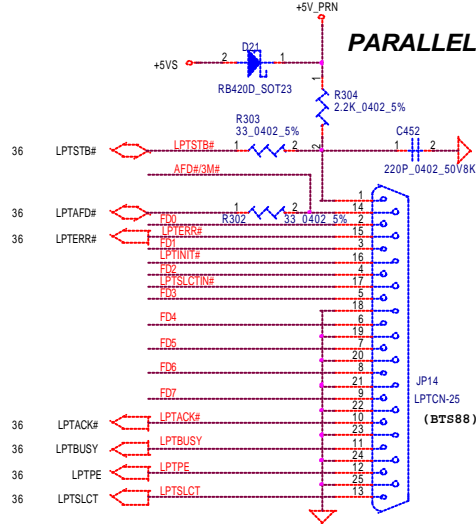 +5V_PRN
PARALLEL
D21
+5VS 2 1
RB420D_SOT23
1
R304
2.2K_0402_5%
2
R303
33_0402_5%
C452
36 LPTSTB# LPTSTB# 1 2 1 2
220P_0402_50V8K
AFD#/3M#
1
36 LPTAFD# 1 2 14
FD0 R302 33_0402_5% 2
36 LPTERR# LPTERR# 15
FD1 3
LPTINIT# 16
FD2 4
LPTSLCTIN# 17
FD3 5
18
FD4 6
19
FD5 7
20
FD6 8
21 JP14
FD7 9 LPTCN-25
22 (BTS88)
36 LPTACK# LPTACK# 10
23
36 LPTBUSY LPTBUSY 11
24
36 LPTPE LPTPE 12
25
36 LPTSLCT LPTSLCT 13